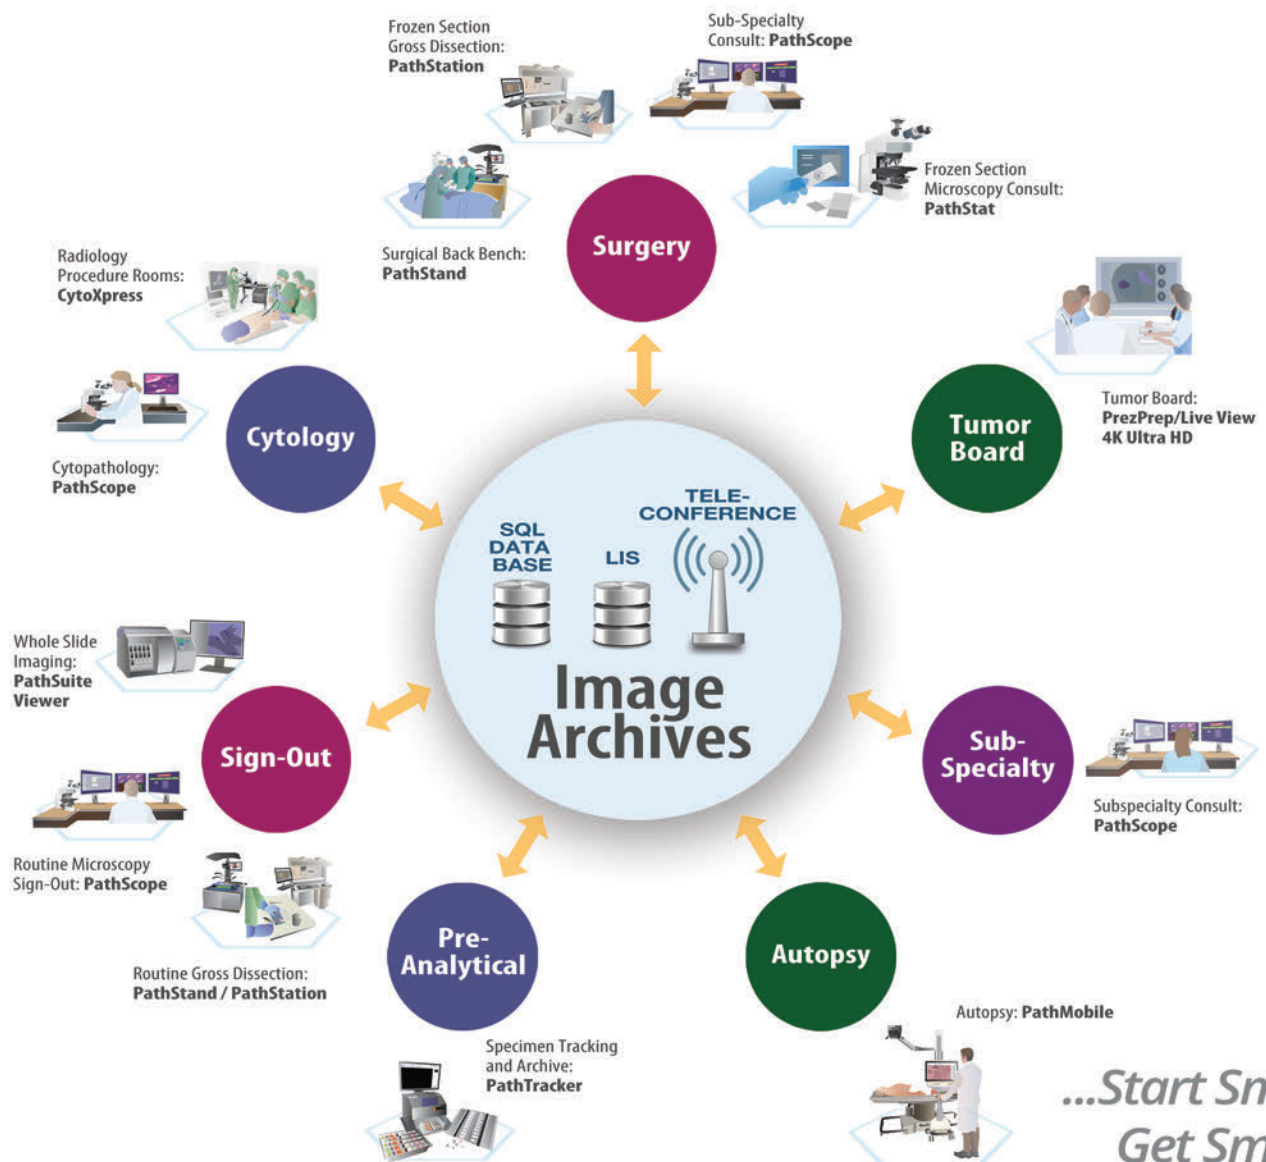 Frozen Section
Gross Dissection:
PathStation
Sub-Specialty
Consult: PathScope
Frozen Section
Microscopy Consult:
PathStat
Surgical Back Bench:
PathStand
Surgery
Radiology
Procedure Rooms:
CytoXpress
Cytology
Cytopathology:
PathScope
Tumor
Board
Tumor Board:
PrezPrep/Live View
4K Ultra HD
SQL
DATA
BASE
LIS
TELE-
CONFERENCE
Image
Archives
Whole Slide
Imaging:
PathSuite
Viewer
Sign-Out
Routine Microscopy
Sign-Out: PathScope
Routine Gross Dissection:
PathStand / PathStation
Sub-
Specialty
Subspecialty Consult:
PathScope
Pre-
Analytical
Specimen Tracking
and Archive:
PathTracker
Autopsy
Autopsy: PathMobile
...Start Sm
Get Sm